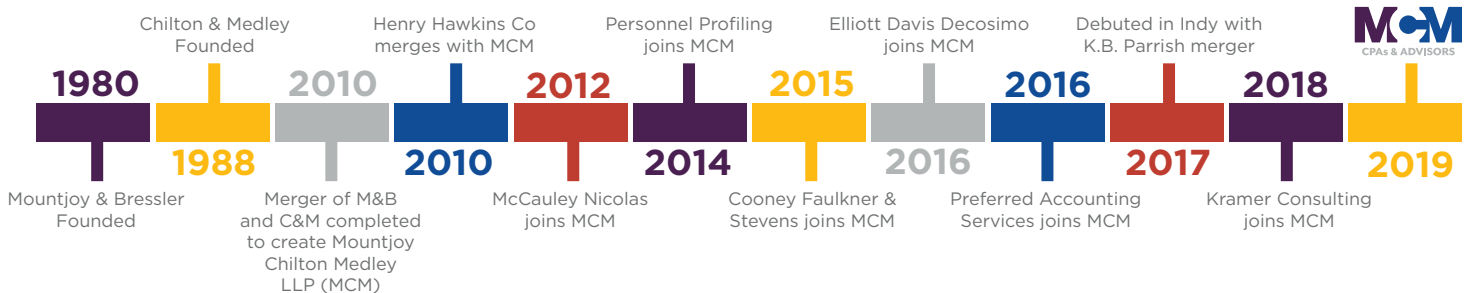 1980
Mountjoy & Bressler
Founded
Chilton & Medley
Founded
1988
2010
Merger of M&B
and C&M completed
to create Mountjoy
Chilton Medley
LLP (MCM)
Henry Hawkins Co
merges with MCM
2010
2012
McCauley Nicolas
joins MCM
Personnel Profiling
joins MCM
2014
2015
Cooney Faulkner &
Stevens joins MCM
Elliott Davis Decosimo
joins MCM
2016
2016
Preferred Accounting
Services joins MCM
Debuted in Indy with
K.B. Parrish merger
2017
2018
Kramer Consulting
joins MCM
MCM
CPAs & ADVISORS
2019